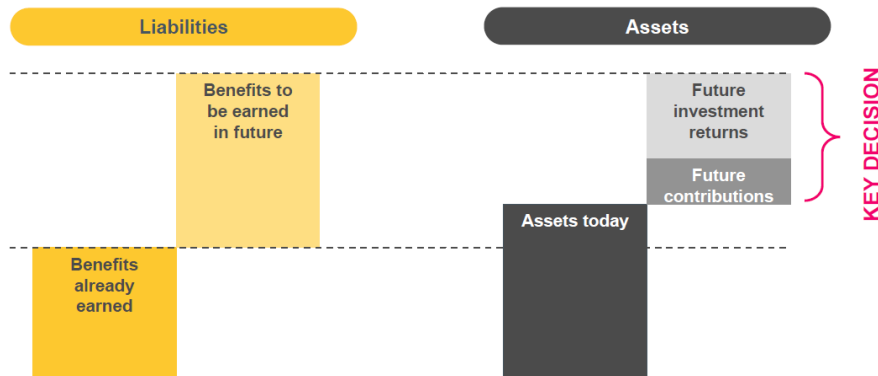 Liabilities
Assets
Benefits to
be earned
in future
Future
investment
returns
Future
contributions
KEY DECISION
Assets today
Benefits
already
earned